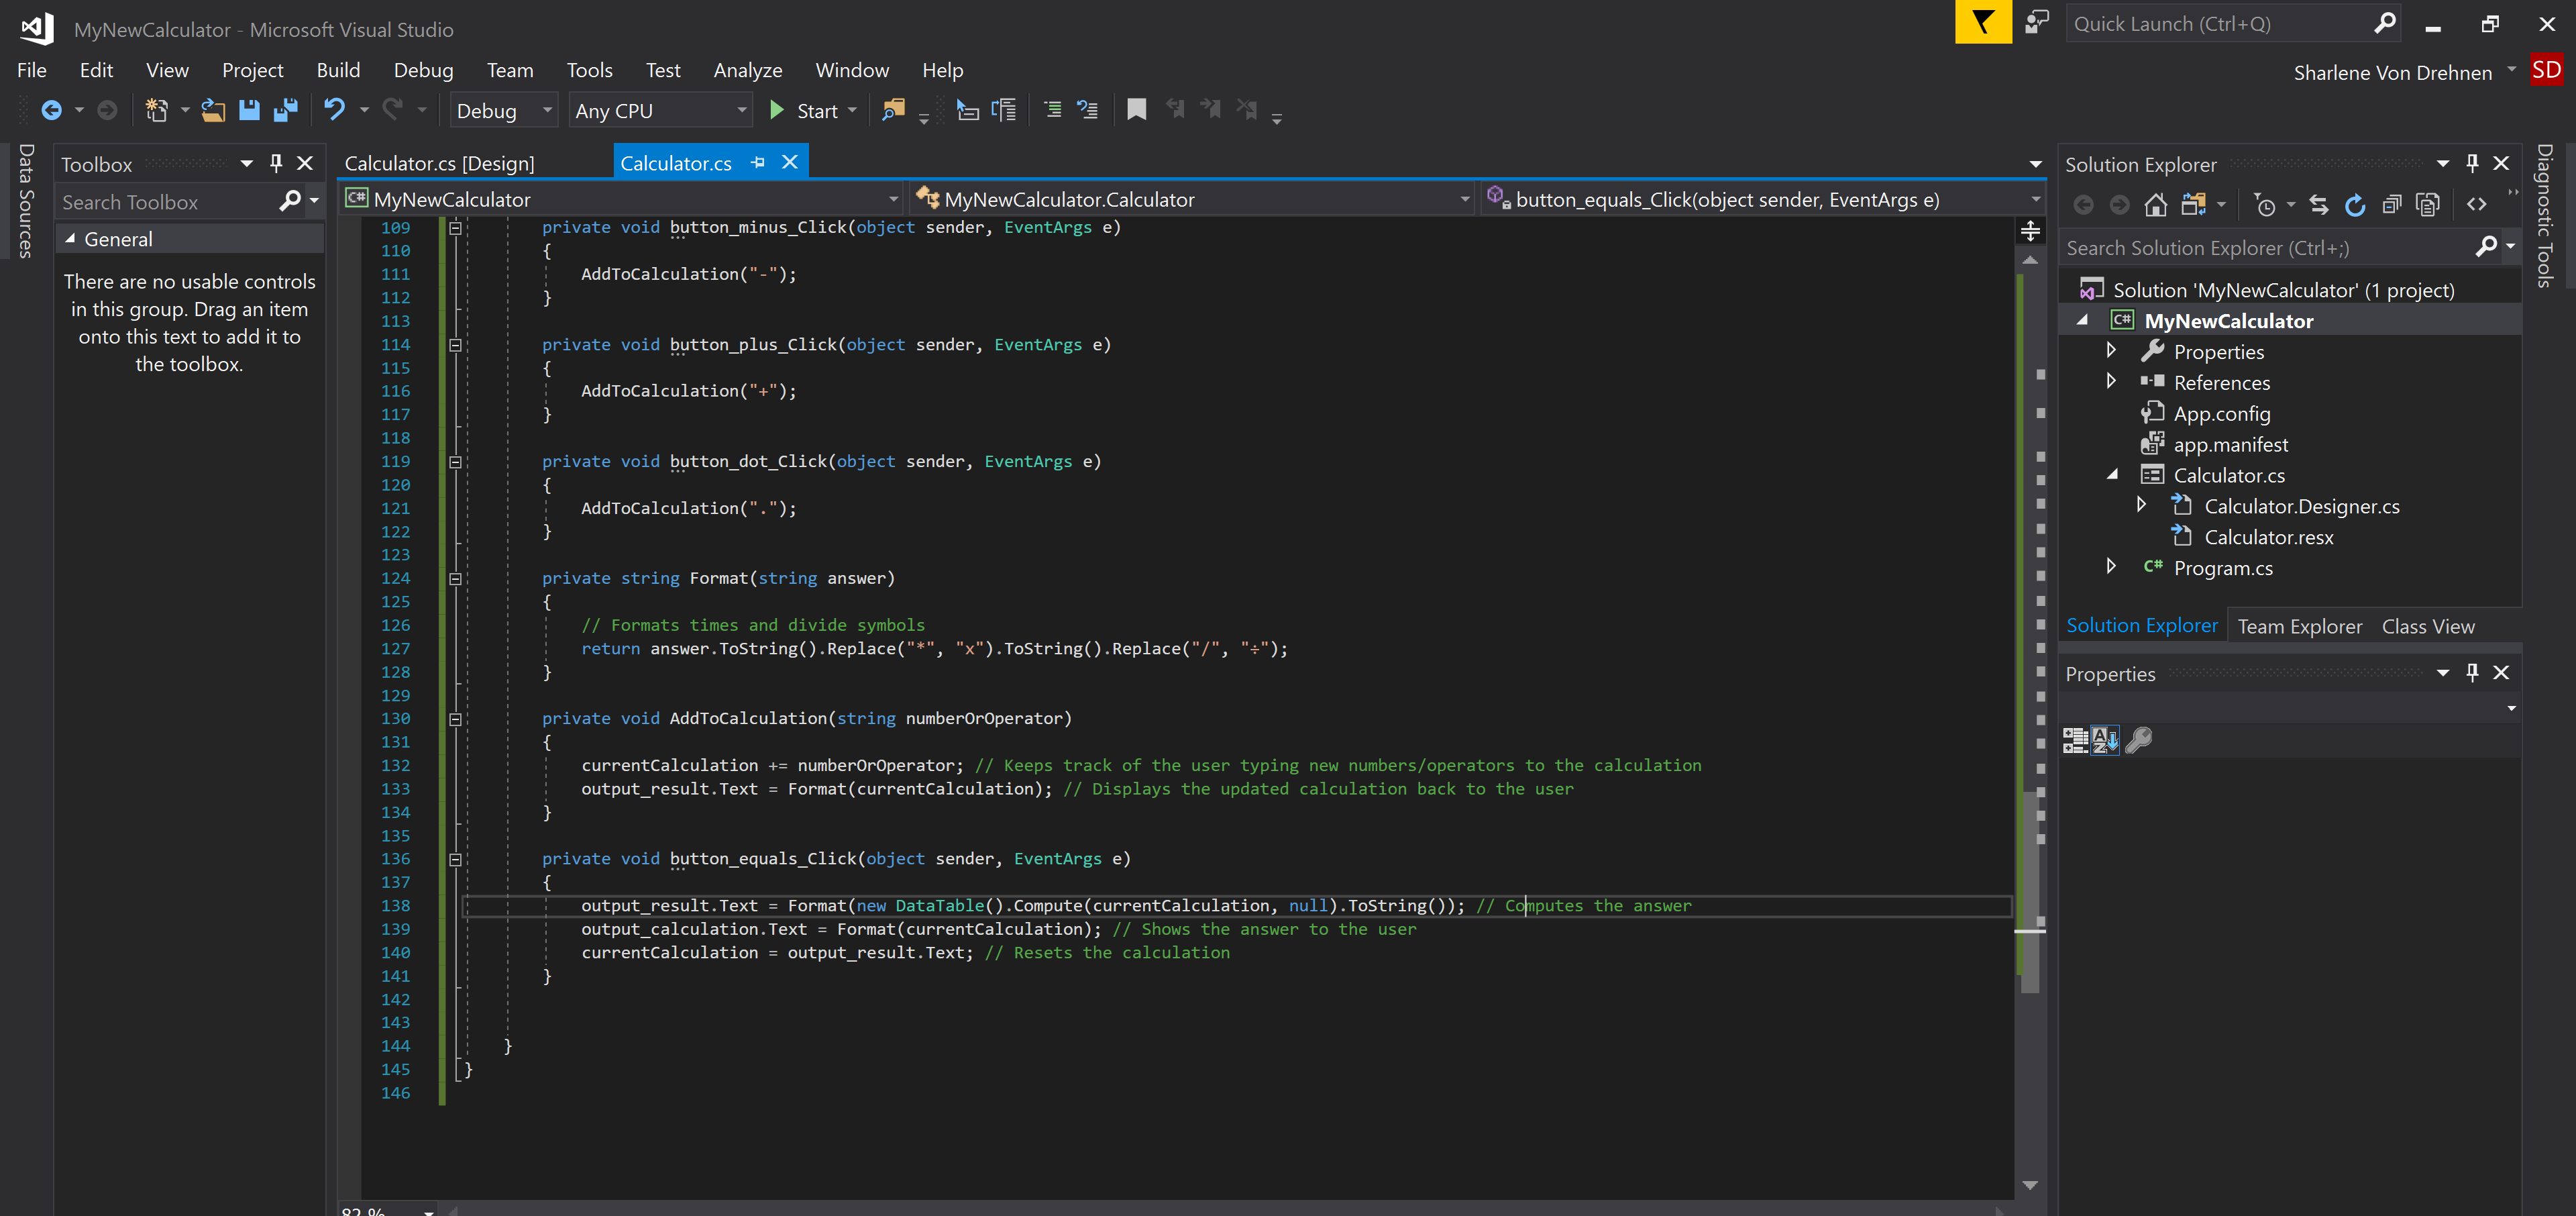 MyNewCalculator - Microsoft Visual Studio
Quick Launch (Ctrl+Q)
File Edit View Project Build Debug Team Tools Test Analyze Window Help
Sharlene Von Drehnen SD
Debug Any CPU Start
Data Sources
Toolbox
Search Toolbox
General
There are no usable controls
in this group. Drag an item
onto this text to add it to
the toolbox.
Calculator.cs [Design] Calculator.cs
C# MyNewCalculator MyNewCalculator.Calculator button_equals_Click(object sender, EventArgs e)
109 private void button_minus_Click(object sender, EventArgs e)
110 {
111 AddToCalculation("-");
112 }
113
114 private void button_plus_Click(object sender, EventArgs e)
115 {
116 AddToCalculation("+");
117 }
118
119 private void button_dot_Click(object sender, EventArgs e)
120 {
121 AddToCalculation(".");
122 }
123
124 private string Format(string answer)
125 {
126 // Formats times and divide symbols
127 return answer.ToString().Replace("*", "x").ToString().Replace("/", "÷");
128 }
129
130 private void AddToCalculation(string numberOrOperator)
131 {
132 currentCalculation += numberOrOperator; // Keeps track of the user typing new numbers/operators to the calculation
133 output_result.Text = Format(currentCalculation); // Displays the updated calculation back to the user
134 }
135
136 private void button_equals_Click(object sender, EventArgs e)
137 {
138 output_result.Text = Format(new DataTable().Compute(currentCalculation, null).ToString()); // Computes the answer
139 output_calculation.Text = Format(currentCalculation); // Shows the answer to the user
140 currentCalculation = output_result.Text; // Resets the calculation
141 }
142
143
144 }
145 }
146
82 %
Solution Explorer
Search Solution Explorer (Ctrl+;)
Solution 'MyNewCalculator' (1 project)
C# MyNewCalculator
Properties
References
App.config
app.manifest
Calculator.cs
Calculator.Designer.cs
Calculator.resx
C# Program.cs
Solution Explorer Team Explorer Class View
Properties
Diagnostic Tools